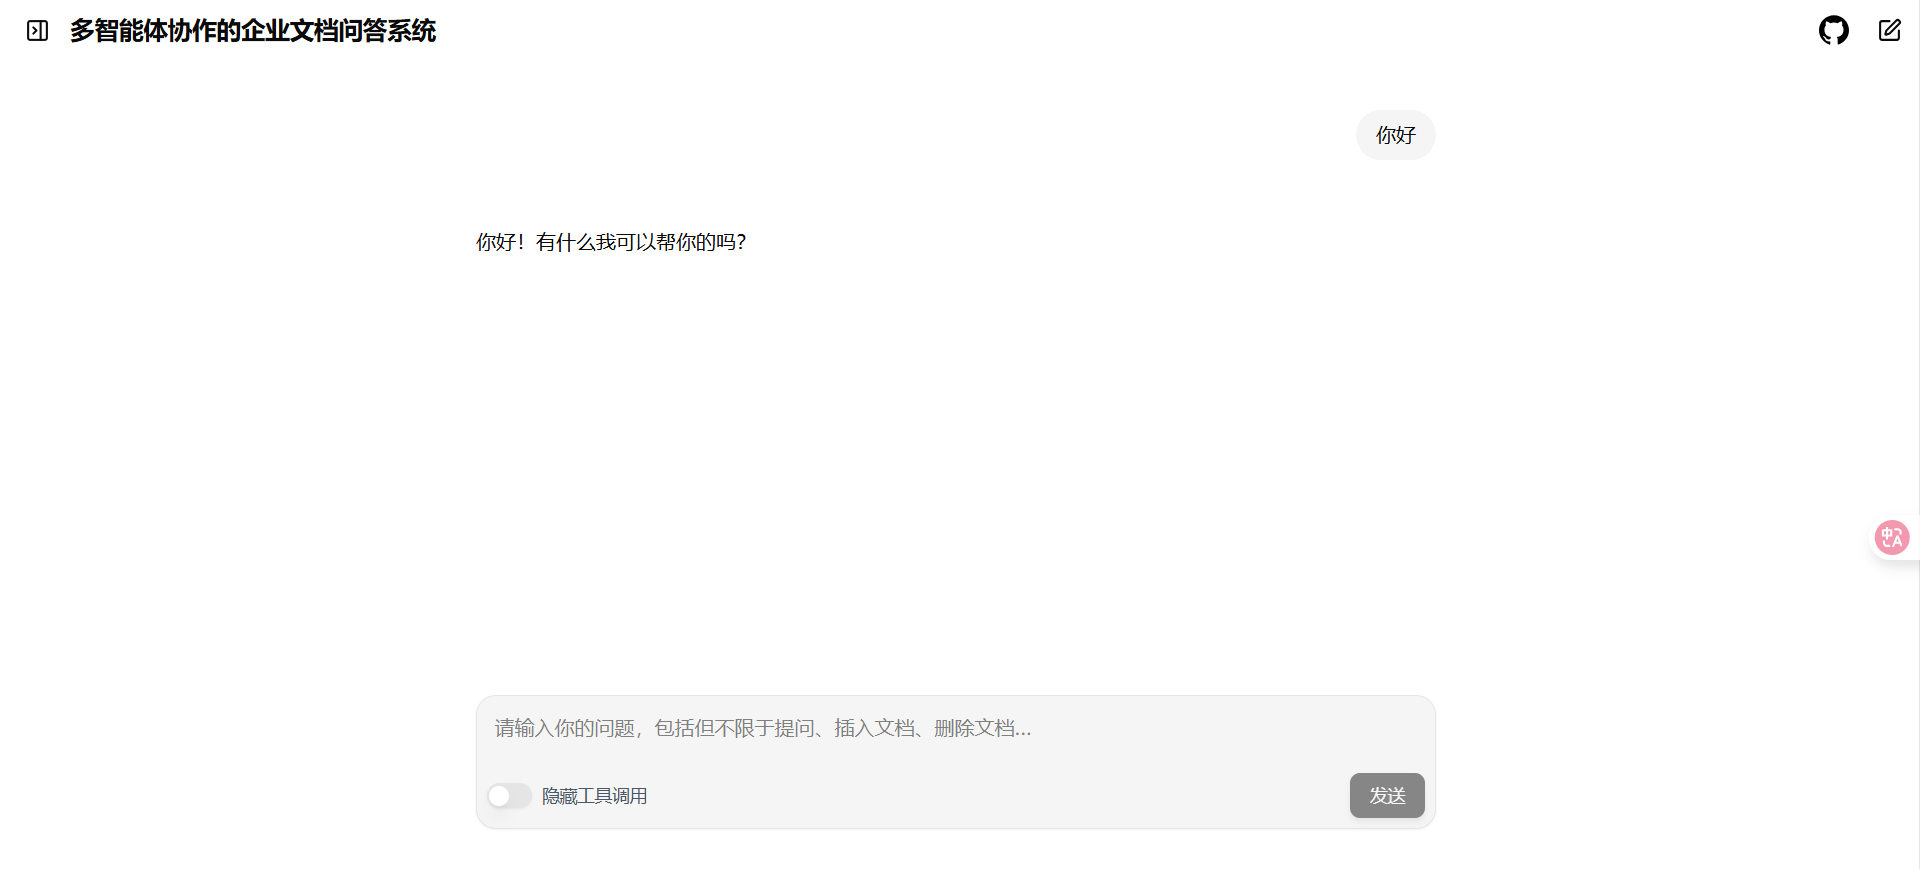 多智能体协作的企业文档问答系统
你好
你好！有什么我可以帮你的吗？
中A
请输入你的问题，包括但不限于提问、插入文档、删除文档...
隐藏工具调用
发送